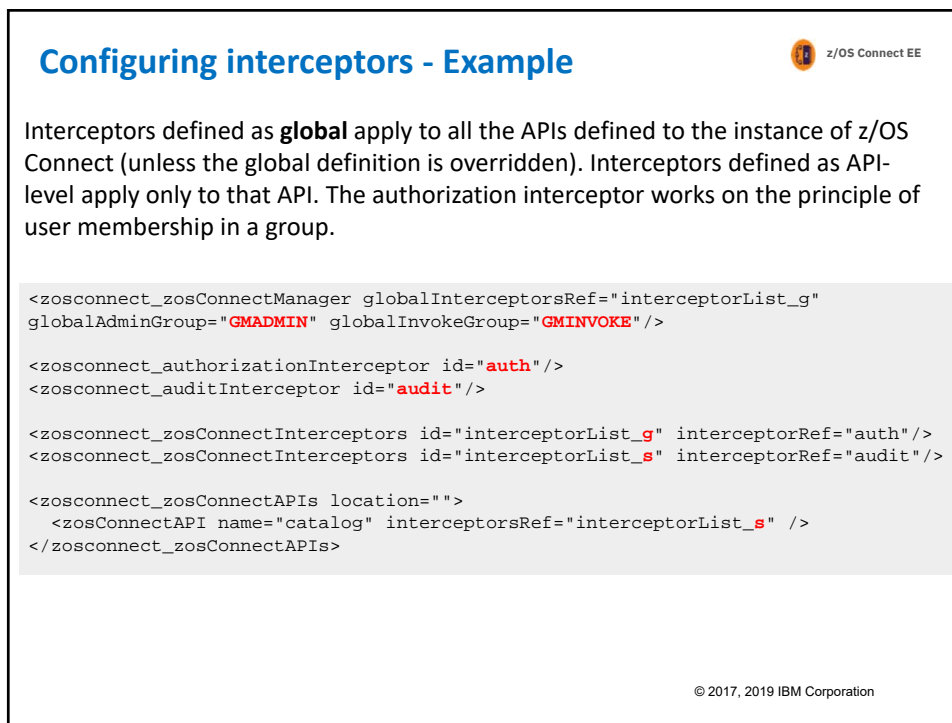 Configuring interceptors - Example
z/OS Connect EE
Interceptors defined as global apply to all the APIs defined to the instance of z/OS
Connect (unless the global definition is overridden). Interceptors defined as API-
level apply only to that API. The authorization interceptor works on the principle of
user membership in a group.
<zosconnect_zosConnectManager globalInterceptorsRef="interceptorList_g"
globalAdminGroup="GMADMIN" globalInvokeGroup="GMINVOKE"/>
<zosconnect_authorizationInterceptor id="auth"/>
<zosconnect_auditInterceptor id="audit"/>
<zosconnect_zosConnectInterceptors id="interceptorList_g" interceptorRef="auth"/>
<zosconnect_zosConnectInterceptors id="interceptorList_s" interceptorRef="audit"/>
<zosconnect_zosConnectAPIs location="">
<zosConnectAPI name="catalog" interceptorsRef="interceptorList_s" />
</zosconnect_zosConnectAPIs>
© 2017, 2019 IBM Corporation